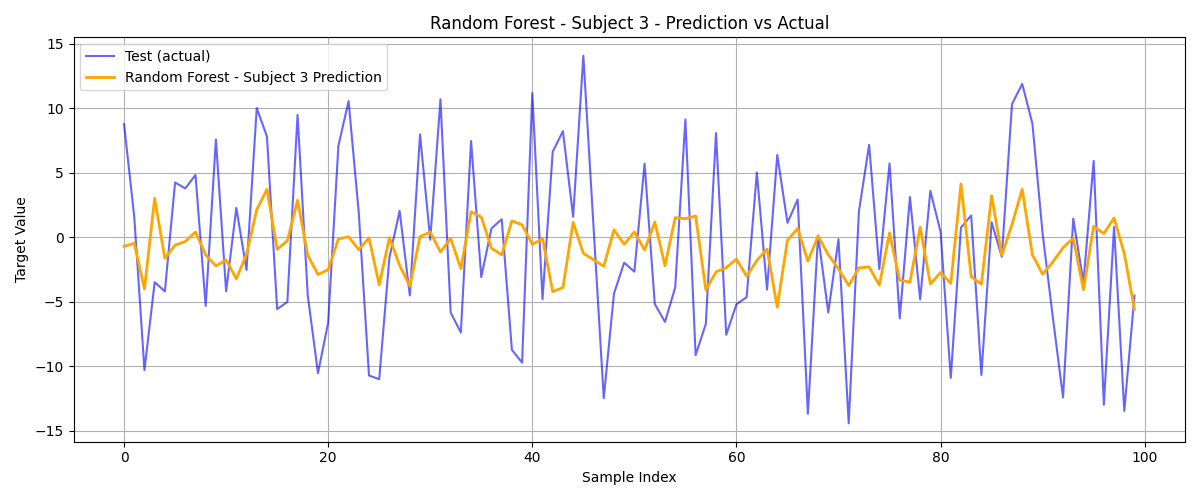 Random Forest - Subject 3 - Prediction vs Actual
Test (actual)
Random Forest - Subject 3 Prediction
Target Value
15
10
5
0
−5
−10
−15
0 20 40 60 80 100
Sample Index